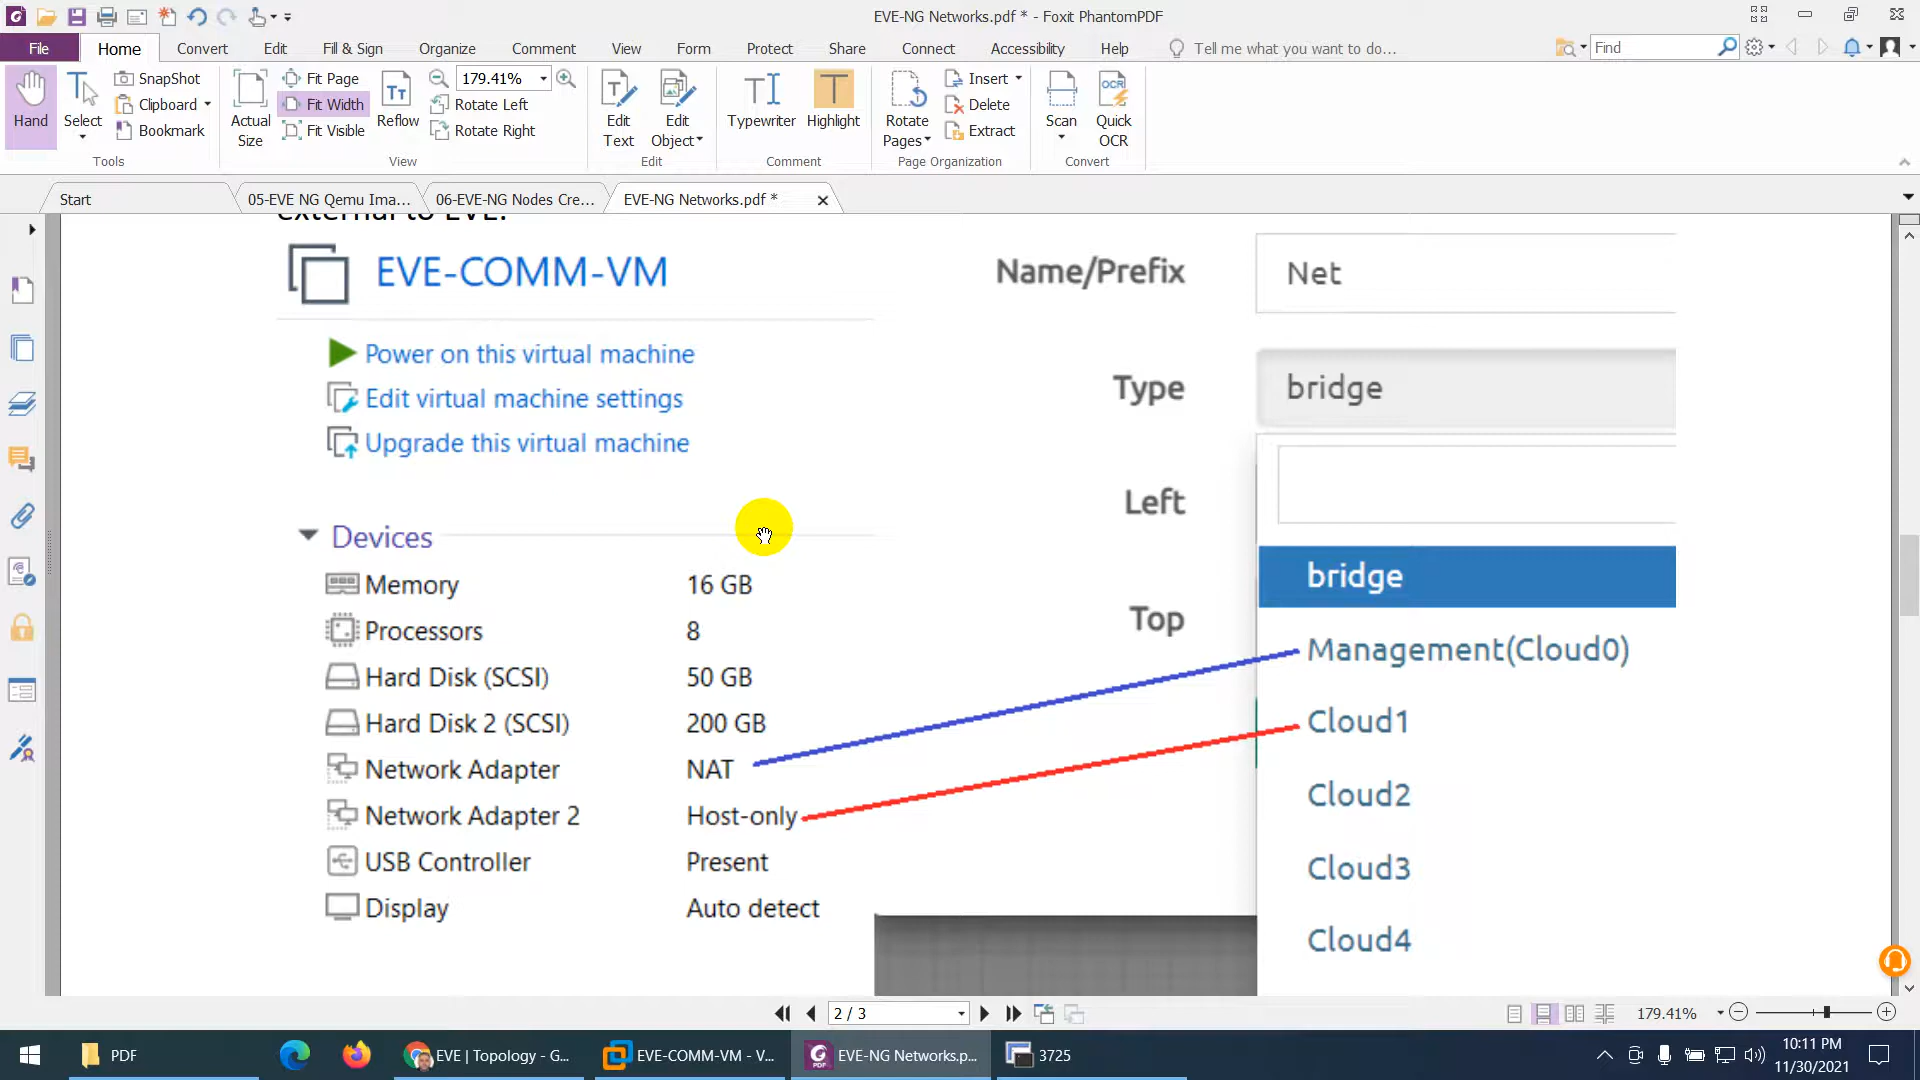 EVE-NG Networks.pdf * - Foxit PhantomPDF
File Home Convert Edit Fill & Sign Organize Comment View Form Protect Share Connect Accessibility Help Tell me what you want to do... Find
Hand
Select
SnapShot
Clipboard
Bookmark
Tools
Actual Size
Fit Page
Fit Width
Fit Visible
Reflow
179.41%
Rotate Left
Rotate Right
View
Edit Text
Edit Object
Edit
Typewriter
Highlight
Comment
Rotate Pages
Insert
Delete
Extract
Page Organization
Scan
OCR
Quick OCR
Convert
Start
05-EVE NG Qemu Ima...
06-EVE-NG Nodes Cre...
EVE-NG Networks.pdf *
external to EVE.
EVE-COMM-VM
Power on this virtual machine
Edit virtual machine settings
Upgrade this virtual machine
Devices
Memory 16 GB
Processors 8
Hard Disk (SCSI) 50 GB
Hard Disk 2 (SCSI) 200 GB
Network Adapter NAT
Network Adapter 2 Host-only
USB Controller Present
Display Auto detect
Name/Prefix Net
Type bridge
Left
Top
bridge
Management(Cloud0)
Cloud1
Cloud2
Cloud3
Cloud4
2 / 3
179.41%
PDF
EVE | Topology - G...
EVE-COMM-VM - V...
EVE-NG Networks.p...
3725
10:11 PM
11/30/2021